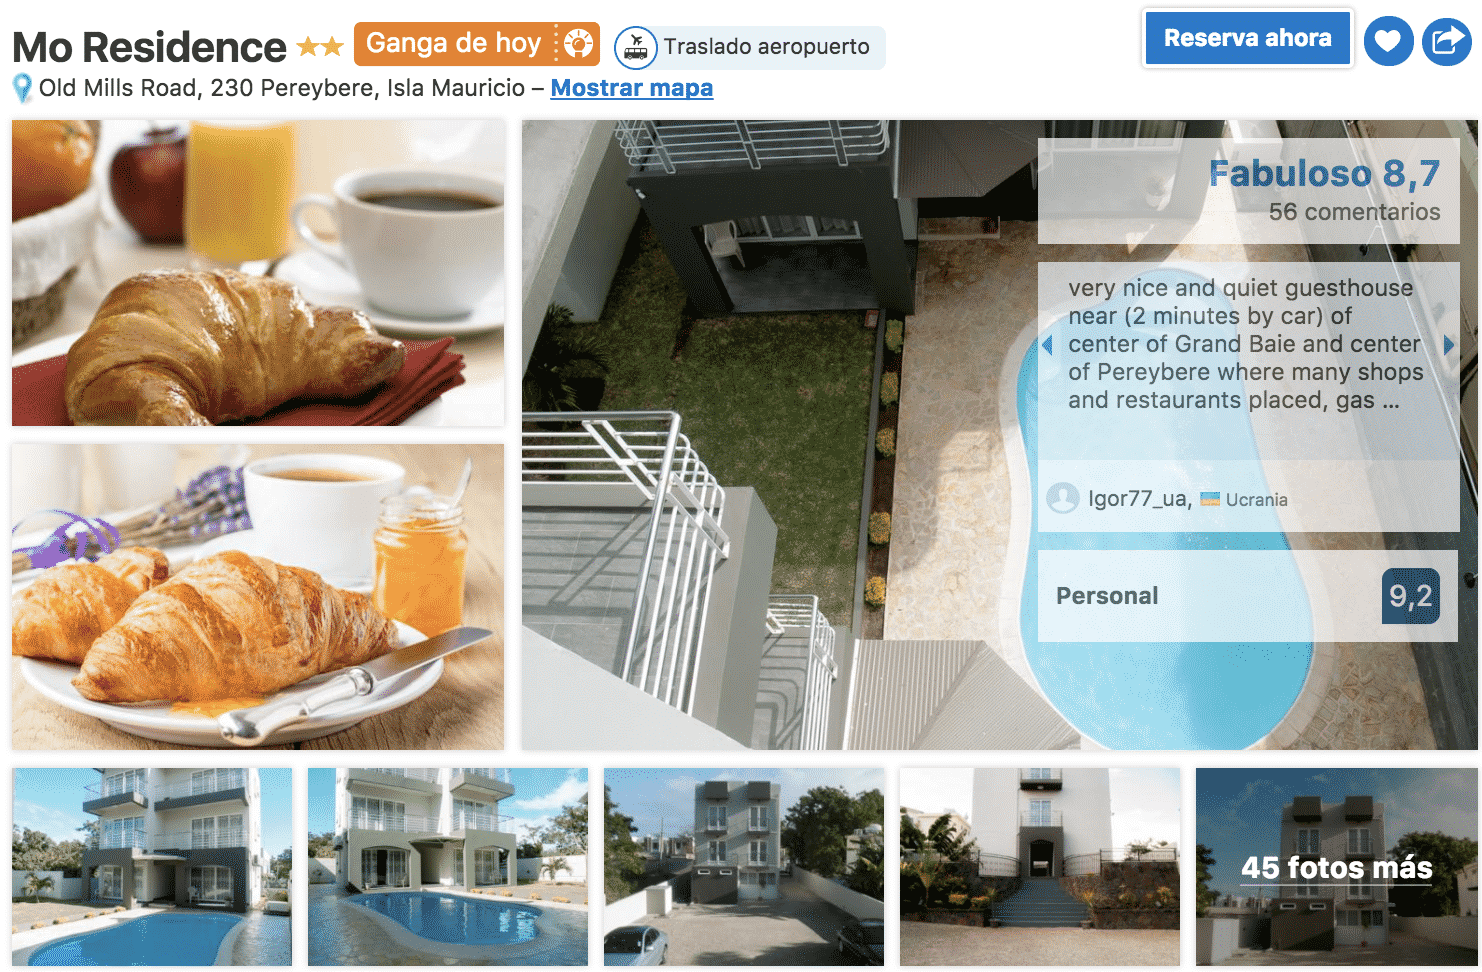 Mo Residence
Ganga de hoy
Traslado aeropuerto
Reserva ahora
Old Mills Road, 230 Pereybere, Isla Mauricio – Mostrar mapa
Fabuloso 8,7
56 comentarios
very nice and quiet guesthouse
near (2 minutes by car) of
center of Grand Baie and center
of Pereybere where many shops
and restaurants placed, gas ...
Igor77_ua, Ucrania
Personal 9,2
45 fotos más